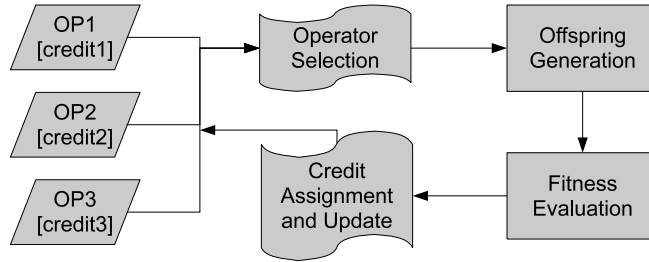 OP1
[credit1]
OP2
[credit2]
OP3
[credit3]
Operator
Selection
Offspring
Generation
Credit
Assignment
and Update
Fitness
Evaluation